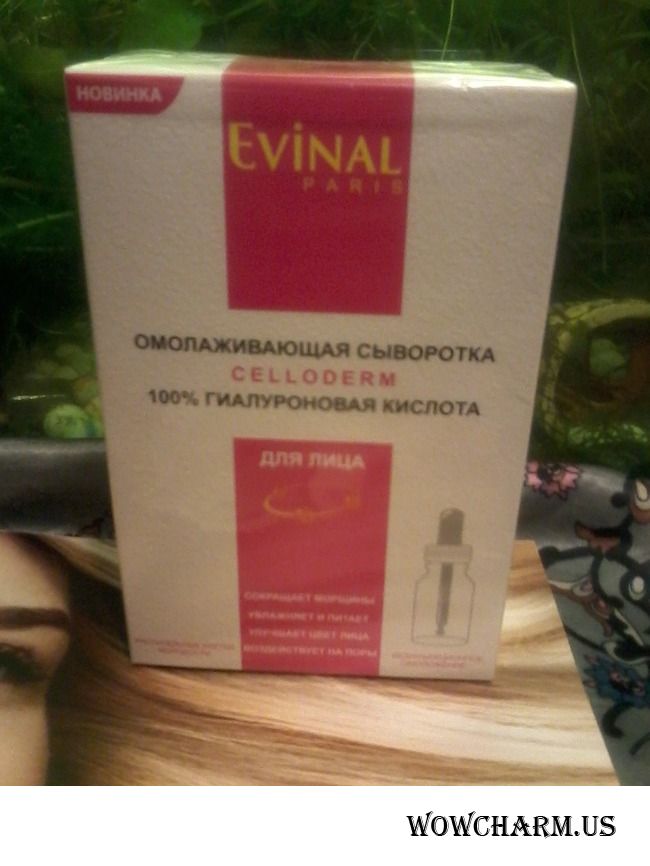 НОВИНКА
EVINAL
PARIS
ОМОЛАЖИВАЮЩАЯ СЫВОРОТКА
CELLODERM
100% ГИАЛУРОНОВАЯ КИСЛОТА
ДЛЯ ЛИЦА
СОКРАЩАЕТ МОРЩИНЫ
УВЛАЖНЯЕТ И ПИТАЕТ
УЛУЧШАЕТ ЦВЕТ ЛИЦА
ВОЗДЕЙСТВУЕТ НА ПОРЫ
WOWCHARM.US